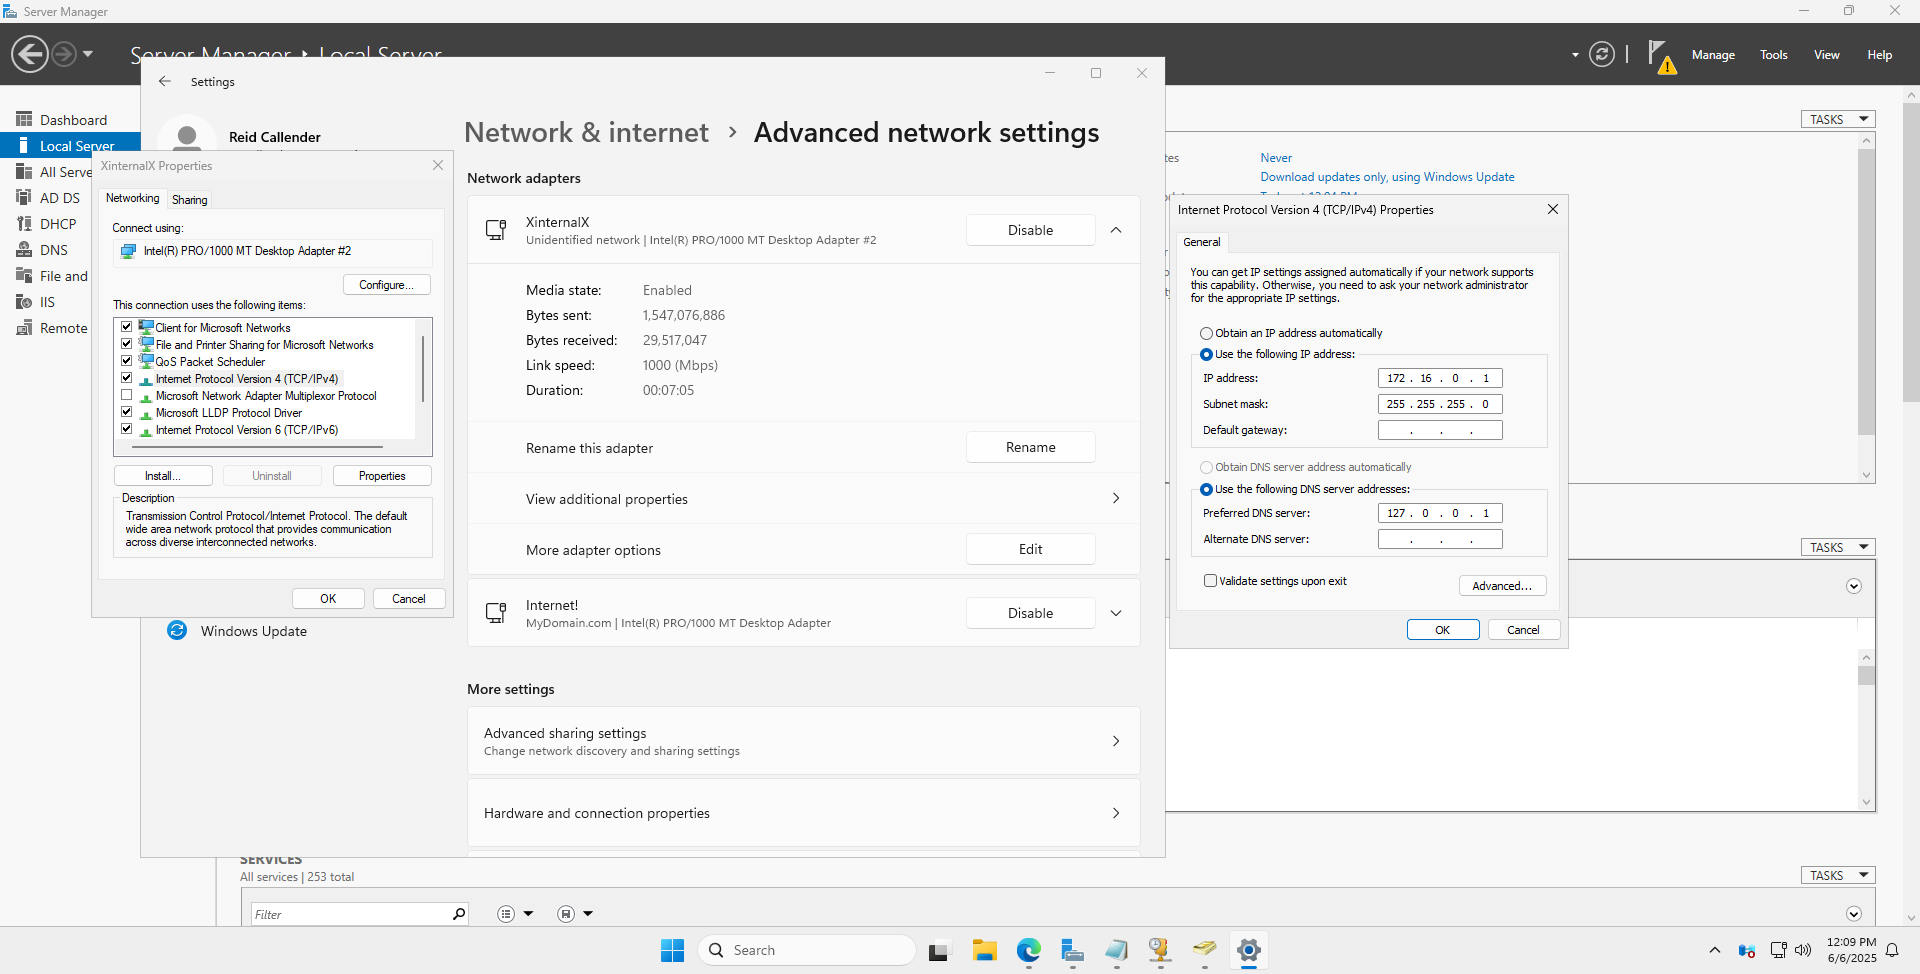 Server Manager
Server Manager ▸ Local Server
Manage
Tools
View
Help
Dashboard
Local Server
All Serve
AD DS
DHCP
DNS
File and
IIS
Remote
Settings
Reid Callender
Network & internet > Advanced network settings
Network adapters
XinternalX
Unidentified network | Intel(R) PRO/1000 MT Desktop Adapter #2
Disable
Media state: Enabled
Bytes sent: 1,547,076,886
Bytes received: 29,517,047
Link speed: 1000 (Mbps)
Duration: 00:07:05
Rename this adapter
Rename
View additional properties
More adapter options
Edit
Internet!
MyDomain.com | Intel(R) PRO/1000 MT Desktop Adapter
Disable
More settings
Advanced sharing settings
Change network discovery and sharing settings
Hardware and connection properties
Windows Update
XinternalX Properties
Networking
Sharing
Connect using:
Intel(R) PRO/1000 MT Desktop Adapter #2
Configure...
This connection uses the following items:
Client for Microsoft Networks
File and Printer Sharing for Microsoft Networks
QoS Packet Scheduler
Internet Protocol Version 4 (TCP/IPv4)
Microsoft Network Adapter Multiplexor Protocol
Microsoft LLDP Protocol Driver
Internet Protocol Version 6 (TCP/IPv6)
Install...
Uninstall
Properties
Description
Transmission Control Protocol/Internet Protocol. The default
wide area network protocol that provides communication
across diverse interconnected networks.
OK
Cancel
TASKS
tes
Never
Download updates only, using Windows Update
Internet Protocol Version 4 (TCP/IPv4) Properties
General
You can get IP settings assigned automatically if your network supports
this capability. Otherwise, you need to ask your network administrator
for the appropriate IP settings.
Obtain an IP address automatically
Use the following IP address:
IP address: 172 . 16 . 0 . 1
Subnet mask: 255 . 255 . 255 . 0
Default gateway: . . .
Obtain DNS server address automatically
Use the following DNS server addresses:
Preferred DNS server: 127 . 0 . 0 . 1
Alternate DNS server: . . .
Validate settings upon exit
Advanced...
OK
Cancel
TASKS
SERVICES
All services | 253 total
TASKS
Filter
Search
12:09 PM
6/6/2025